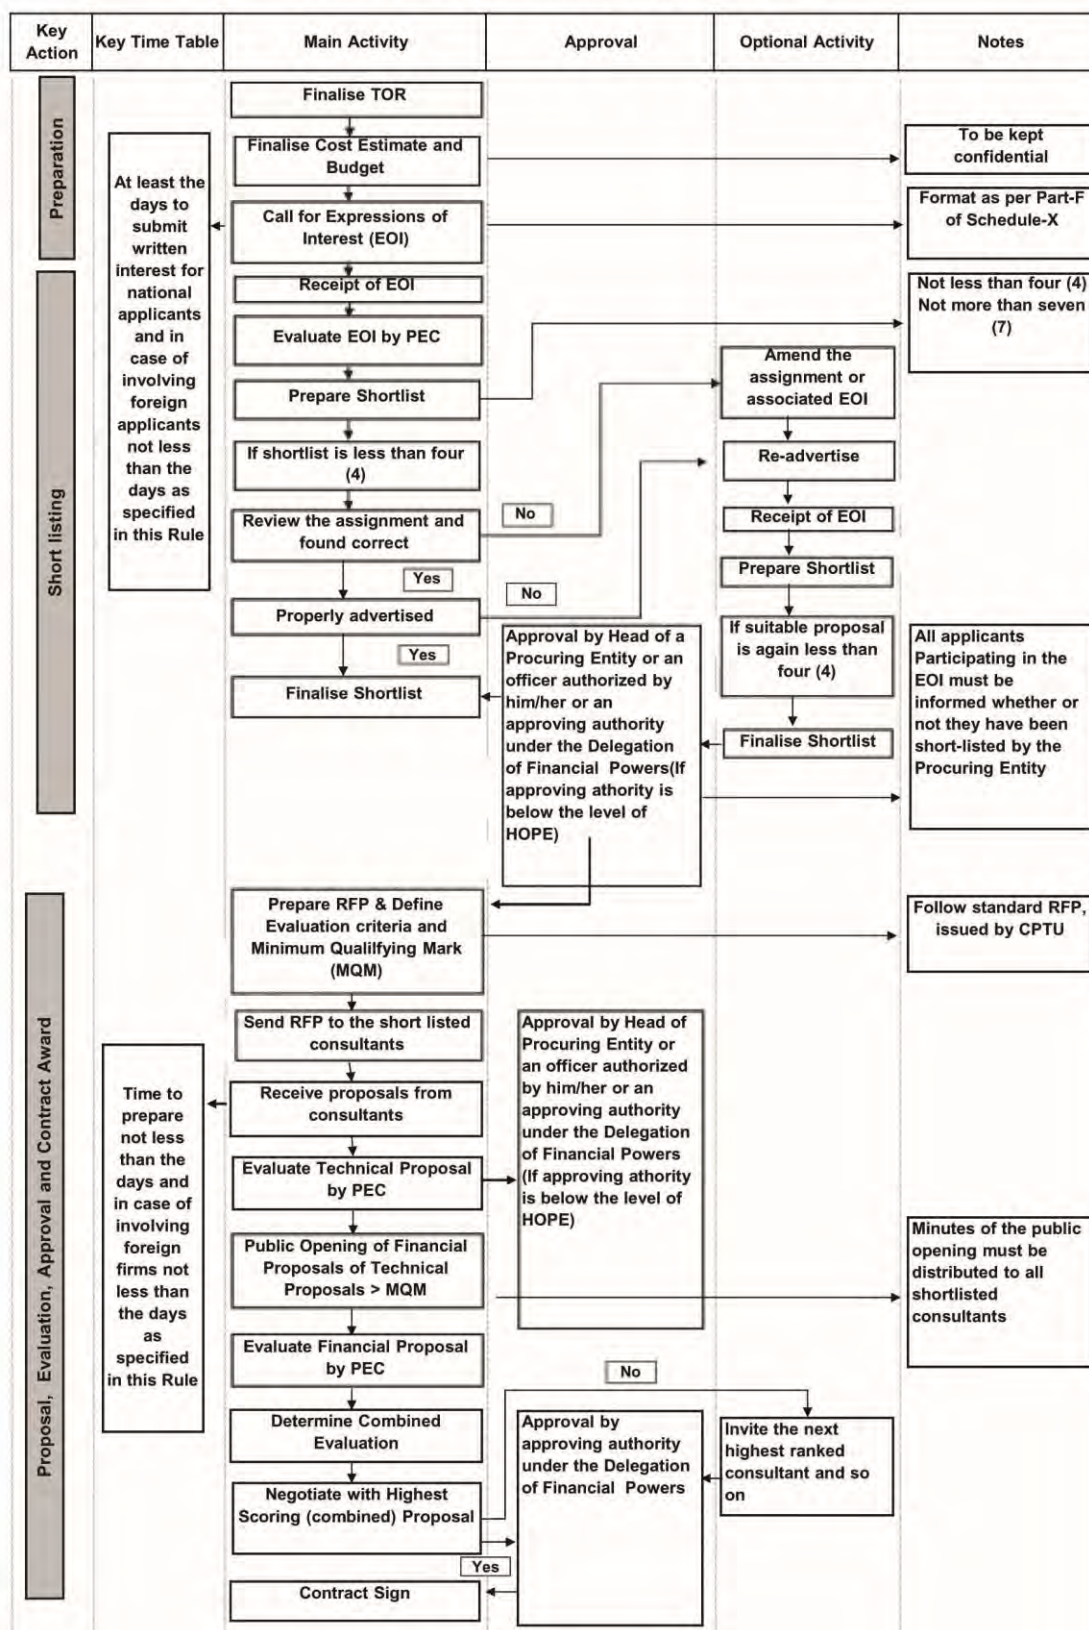 Key
Action
Key Time Table
Main Activity
Approval
Optional Activity
Notes
Preparation
Short listing
Proposal, Evaluation, Approval and Contract Award
At least the
days to
submit
written
interest for
national
applicants
and in
case of
involving
foreign
applicants
not less
than the
days as
specified
in this Rule
Time to
prepare
not less
than the
days and
in case of
involving
foreign
firms not
less than
the days
as
specified
in this Rule
Finalise TOR
Finalise Cost Estimate and
Budget
Call for Expressions of
Interest (EOI)
Receipt of EOI
Evaluate EOI by PEC
Prepare Shortlist
If shortlist is less than four
(4)
Review the assignment and
found correct
No
Yes
Properly advertised
No
Yes
Finalise Shortlist
Prepare RFP & Define
Evaluation criteria and
Minimum Qualilfying Mark
(MQM)
Send RFP to the short listed
consultants
Receive proposals from
consultants
Evaluate Technical Proposal
by PEC
Public Opening of Financial
Proposals of Technical
Proposals > MQM
Evaluate Financial Proposal
by PEC
Determine Combined
Evaluation
Negotiate with Highest
Scoring (combined) Proposal
No
Yes
Contract Sign
Approval by Head of a
Procuring Entity or an
officer authorized by
him/her or an
approving authority
under the Delegation
of Financial Powers(If
approving athority is
below the level of
HOPE)
Approval by Head of
Procuring Entity or
an officer authorized
by him/her or an
approving authority
under the Delegation
of Financial Powers
(If approving athority
is below the level of
HOPE)
Approval by
approving authority
under the Delegation
of Financial Powers
Amend the
assignment or
associated EOI
Re-advertise
Receipt of EOI
Prepare Shortlist
If suitable proposal
is again less than
four (4)
Finalise Shortlist
Invite the next
highest ranked
consultant and so
on
To be kept
confidential
Format as per Part-F
of Schedule-X
Not less than four (4)
Not more than seven
(7)
All applicants
Participating in the
EOI must be
informed whether or
not they have been
short-listed by the
Procuring Entity
Follow standard RFP,
issued by CPTU
Minutes of the public
opening must be
distributed to all
shortlisted
consultants